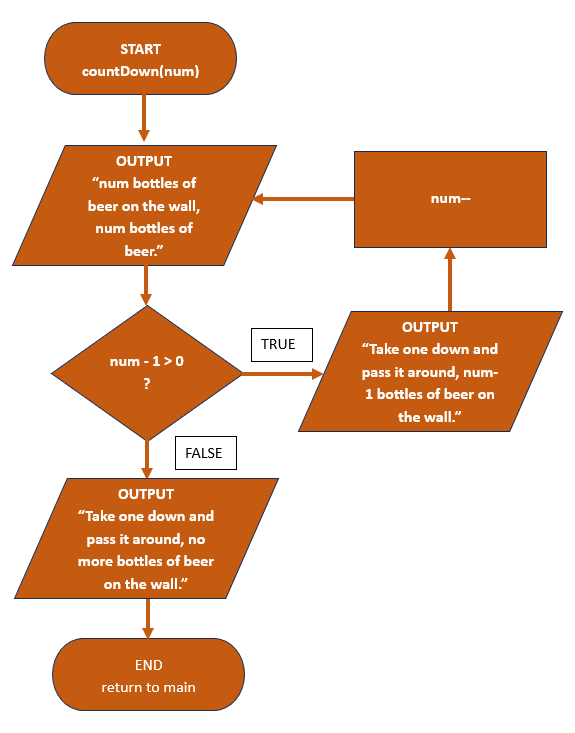 START
countDown(num)
OUTPUT
“num bottles of
beer on the wall,
num bottles of
beer.”
num--
num - 1 > 0
?
TRUE
OUTPUT
“Take one down and
pass it around, num-
1 bottles of beer on
the wall.”
FALSE
OUTPUT
“Take one down and
pass it around, no
more bottles of beer
on the wall.”
END
return to main